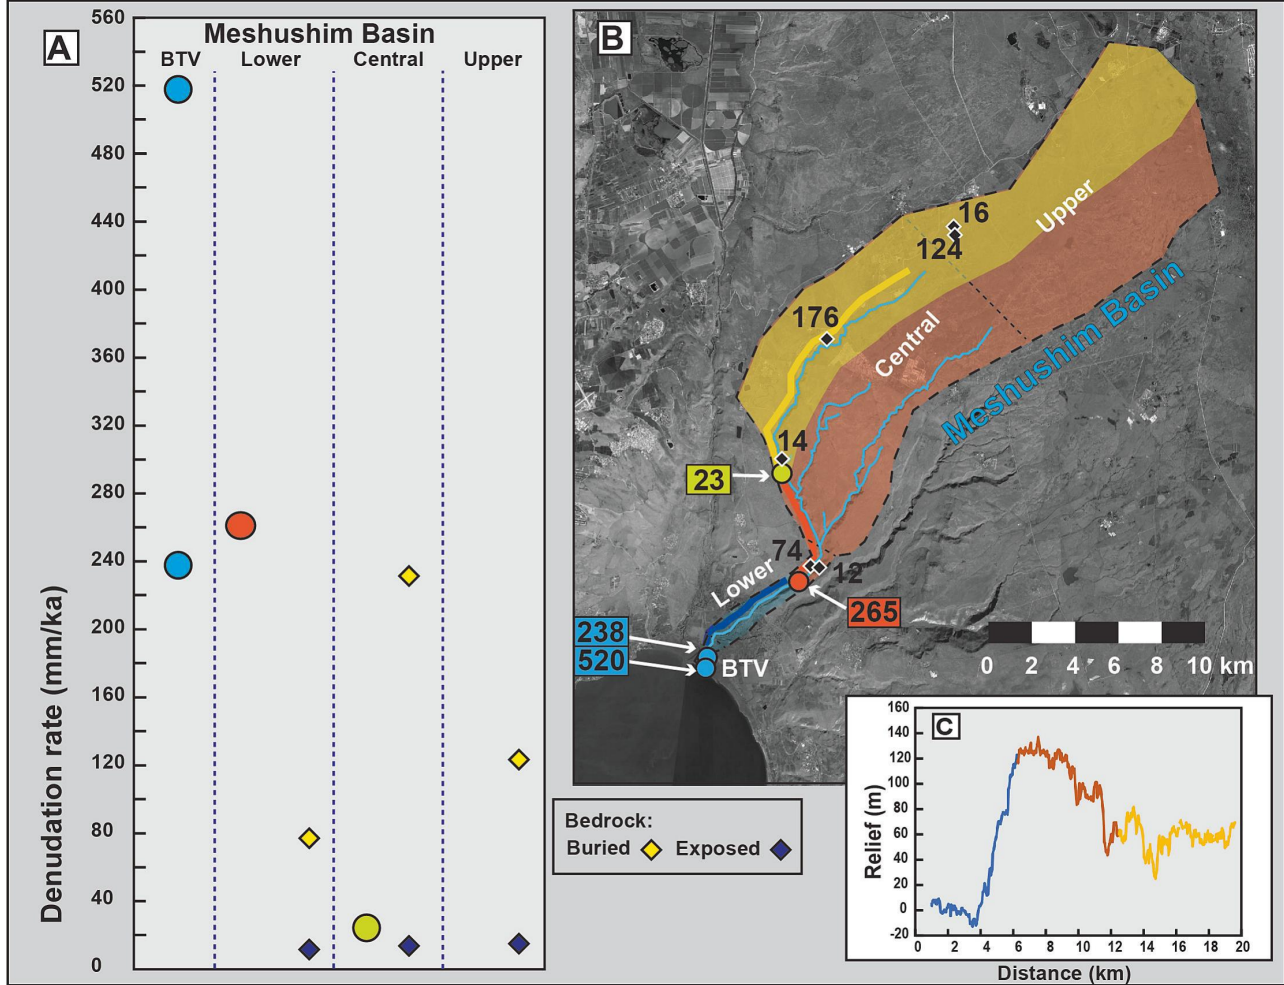 A
Meshushim Basin
BTV Lower Central Upper
Denudation rate (mm/ka)
560
520
480
440
400
360
320
280
240
200
160
120
80
40
0
B
16
124
Upper
176
Central
Meshushim Basin
14
23
74
12
Lower
265
238
520
BTV
0 2 4 6 8 10 km
Bedrock:
Buried Exposed
C
Relief (m)
160
140
120
100
80
60
40
20
0
-20
0 2 4 6 8 10 12 14 16 18 20
Distance (km)